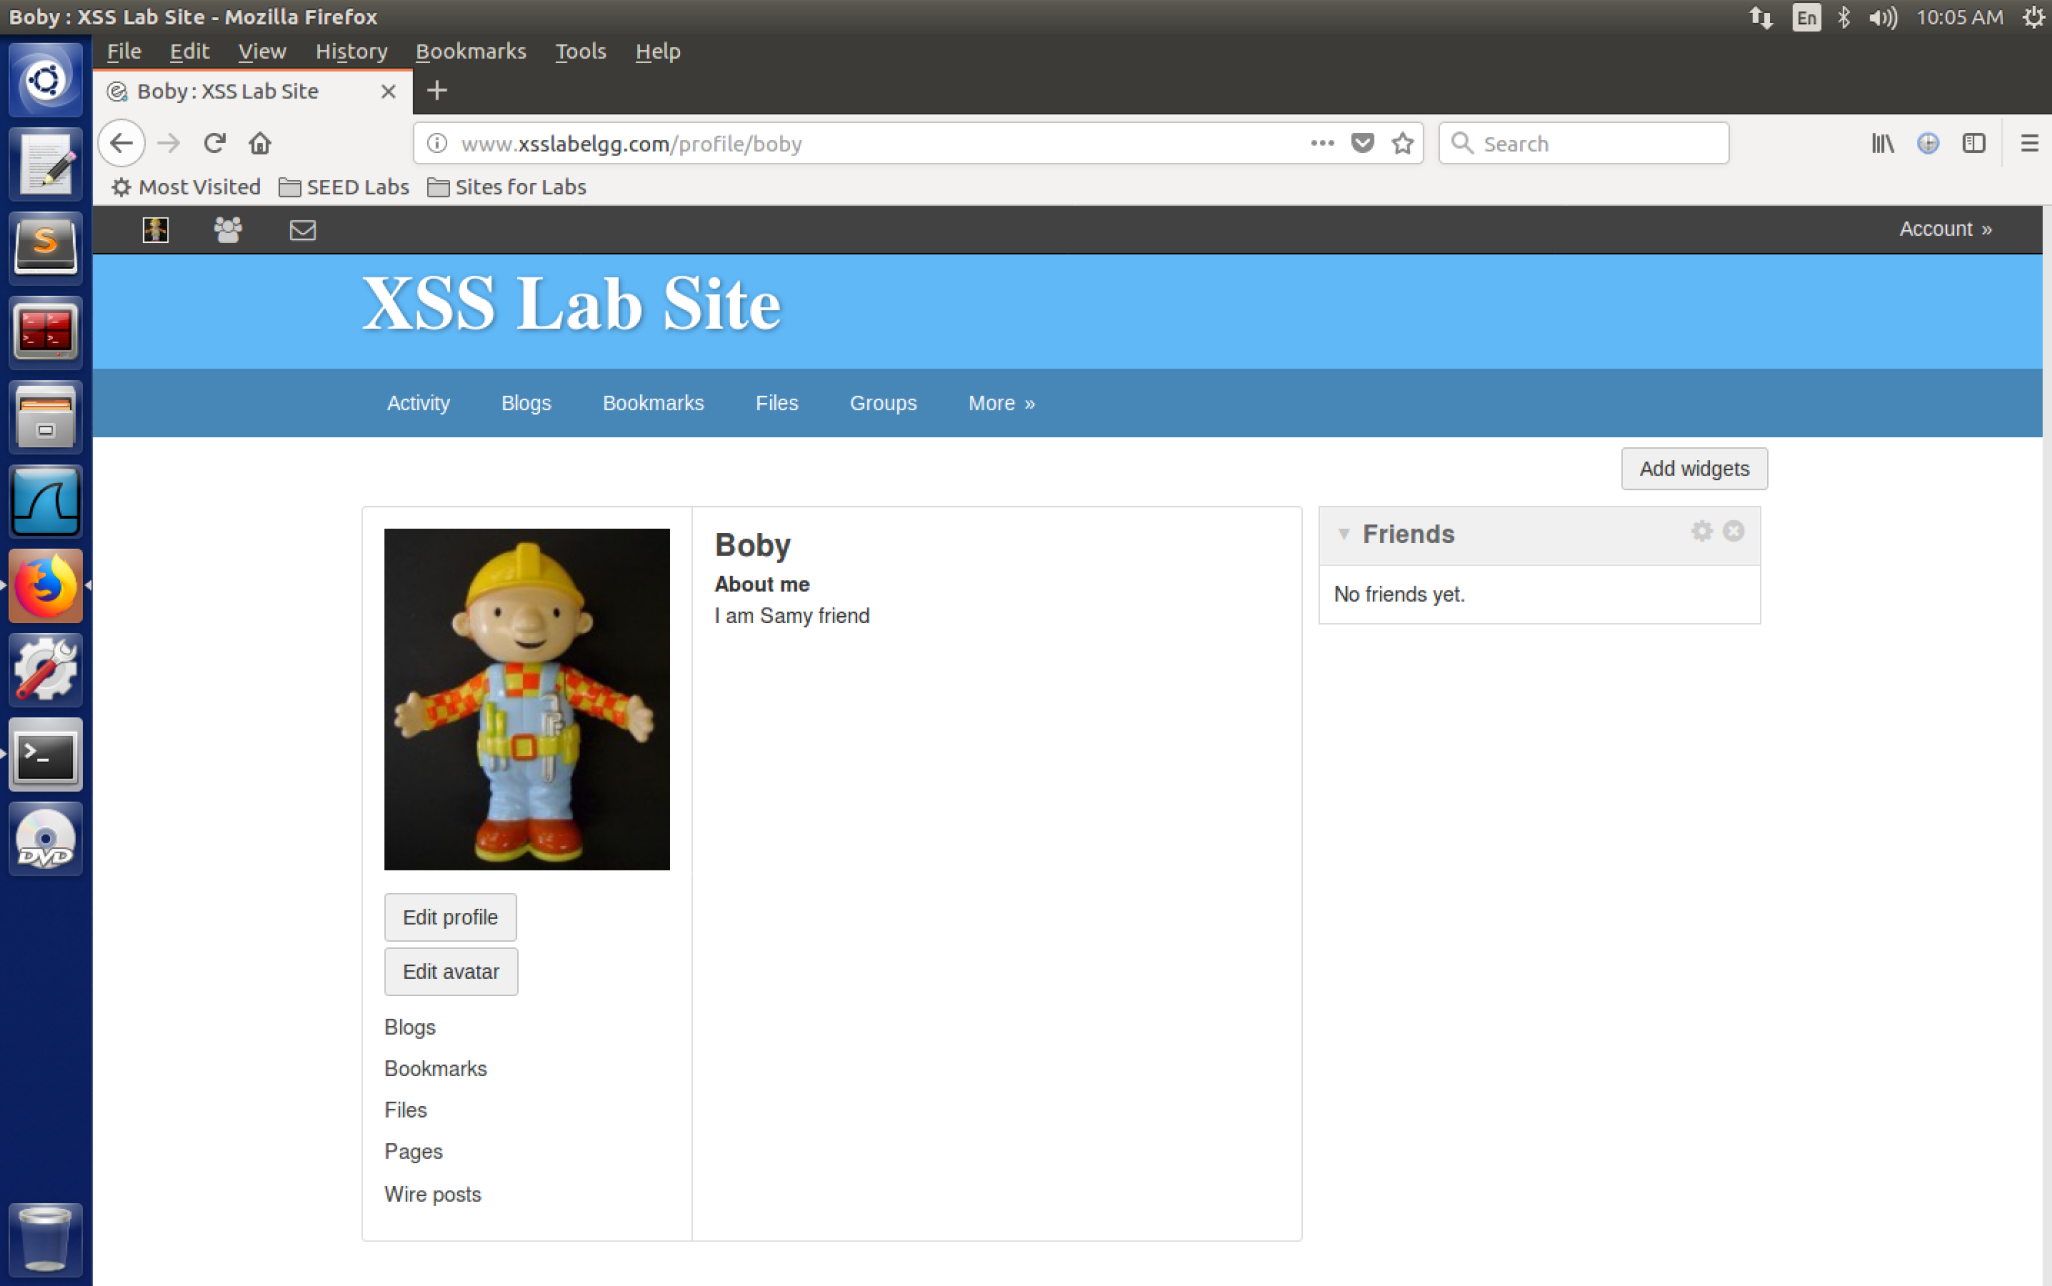 Boby : XSS Lab Site - Mozilla Firefox
En
10:05 AM
File Edit View History Bookmarks Tools Help
Boby : XSS Lab Site
www.xsslabelgg.com/profile/boby
Search
Most Visited SEED Labs Sites for Labs
Account »
XSS Lab Site
Activity Blogs Bookmarks Files Groups More »
Add widgets
Boby
About me
I am Samy friend
Friends
No friends yet.
Edit profile
Edit avatar
Blogs
Bookmarks
Files
Pages
Wire posts
S
DVD